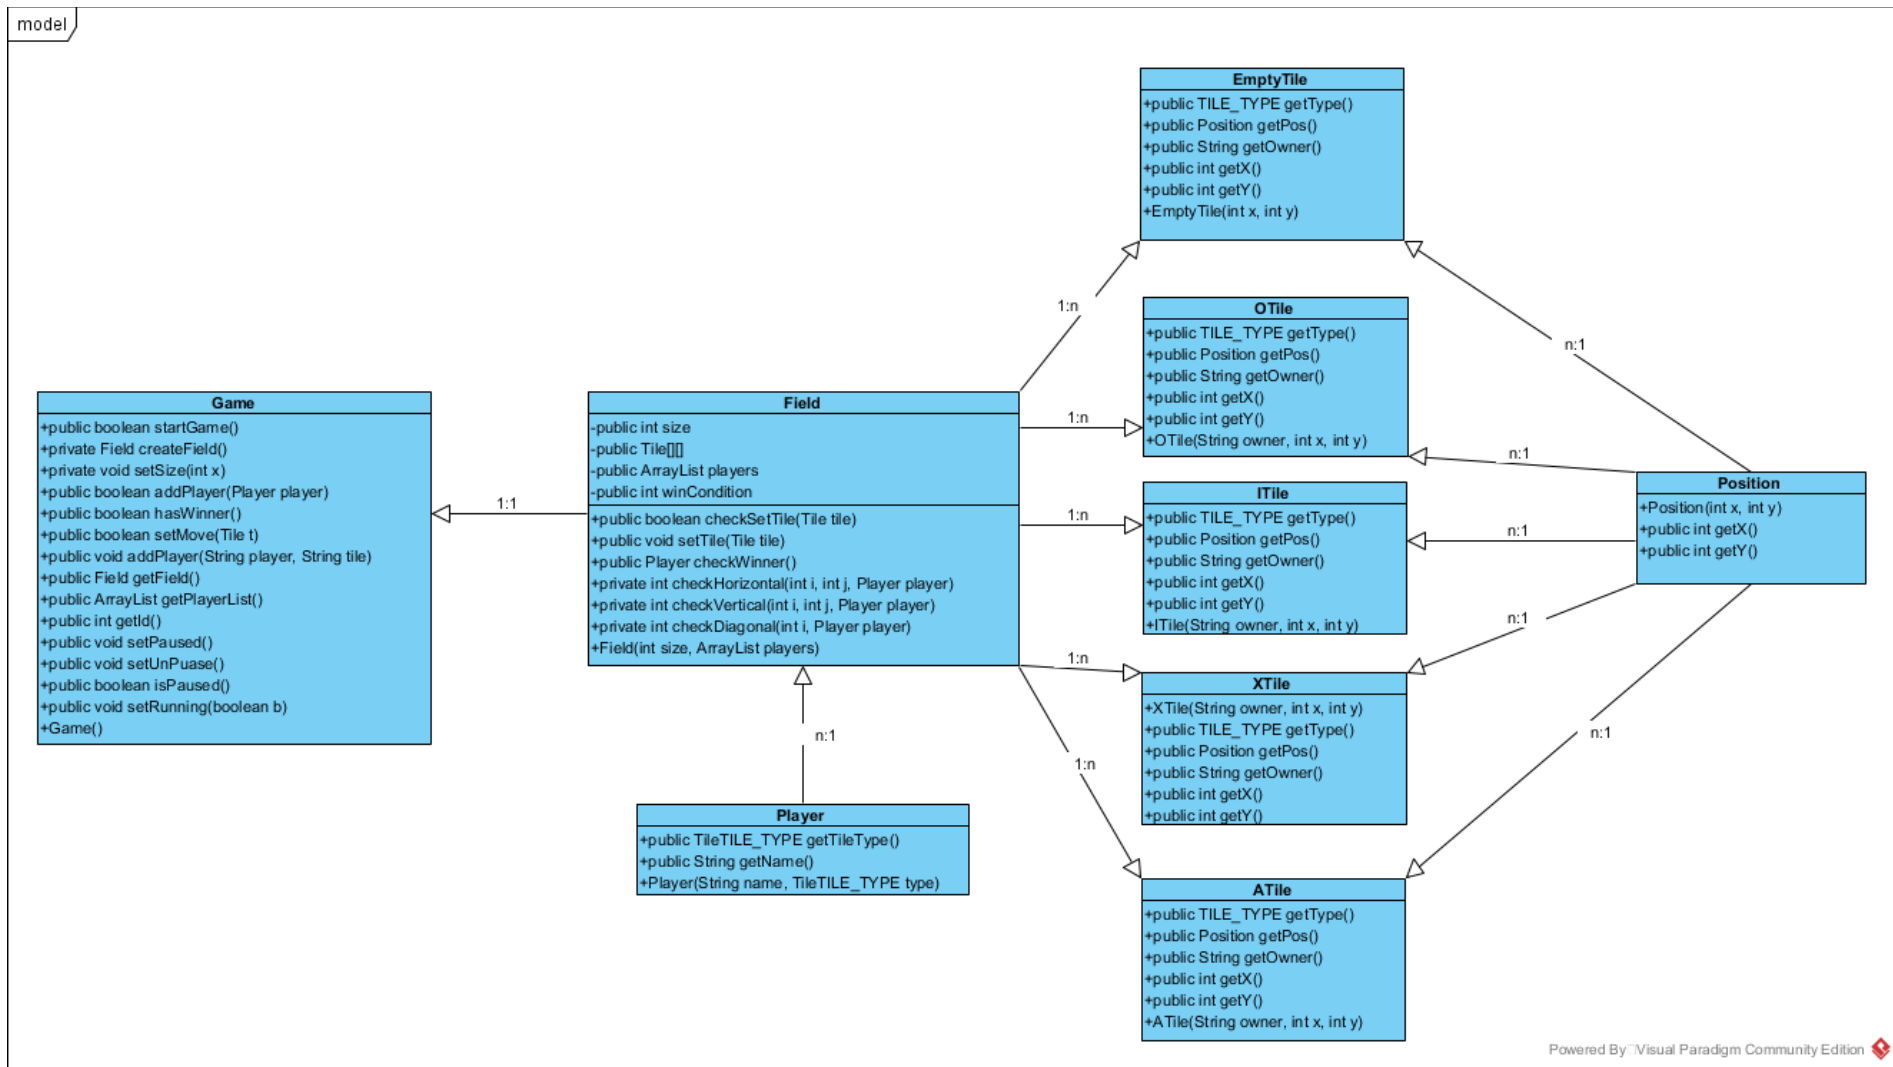 model
EmptyTile
+public TILE_TYPE getType()
+public Position getPos()
+public String getOwner()
+public int getX()
+public int getY()
+EmptyTile(int x, int y)
1:n
n:1
OTile
+public TILE_TYPE getType()
+public Position getPos()
+public String getOwner()
+public int getX()
+public int getY()
+OTile(String owner, int x, int y)
1:n
n:1
Game
+public boolean startGame()
+private Field createField()
+private void setSize(int x)
+public boolean addPlayer(Player player)
+public boolean hasWinner()
+public boolean setMove(Tile t)
+public void addPlayer(String player, String tile)
+public Field getField()
+public ArrayList getPlayerList()
+public int getId()
+public void setPaused()
+public void setUnPuase()
+public boolean isPaused()
+public void setRunning(boolean b)
+Game()
1:1
Field
-public int size
-public Tile[][]
-public ArrayList players
-public int winCondition
+public boolean checkSetTile(Tile tile)
+public void setTile(Tile tile)
+public Player checkWinner()
+private int checkHorizontal(int i, int j, Player player)
+private int checkVertical(int i, int j, Player player)
+private int checkDiagonal(int i, Player player)
+Field(int size, ArrayList players)
1:n
ITile
+public TILE_TYPE getType()
+public Position getPos()
+public String getOwner()
+public int getX()
+public int getY()
+ITile(String owner, int x, int y)
n:1
Position
+Position(int x, int y)
+public int getX()
+public int getY()
n:1
1:n
XTile
+XTile(String owner, int x, int y)
+public TILE_TYPE getType()
+public Position getPos()
+public String getOwner()
+public int getX()
+public int getY()
n:1
n:1
1:n
Player
+public TileTILE_TYPE getTileType()
+public String getName()
+Player(String name, TileTILE_TYPE type)
ATile
+public TILE_TYPE getType()
+public Position getPos()
+public String getOwner()
+public int getX()
+public int getY()
+ATile(String owner, int x, int y)
Powered By Visual Paradigm Community Edition